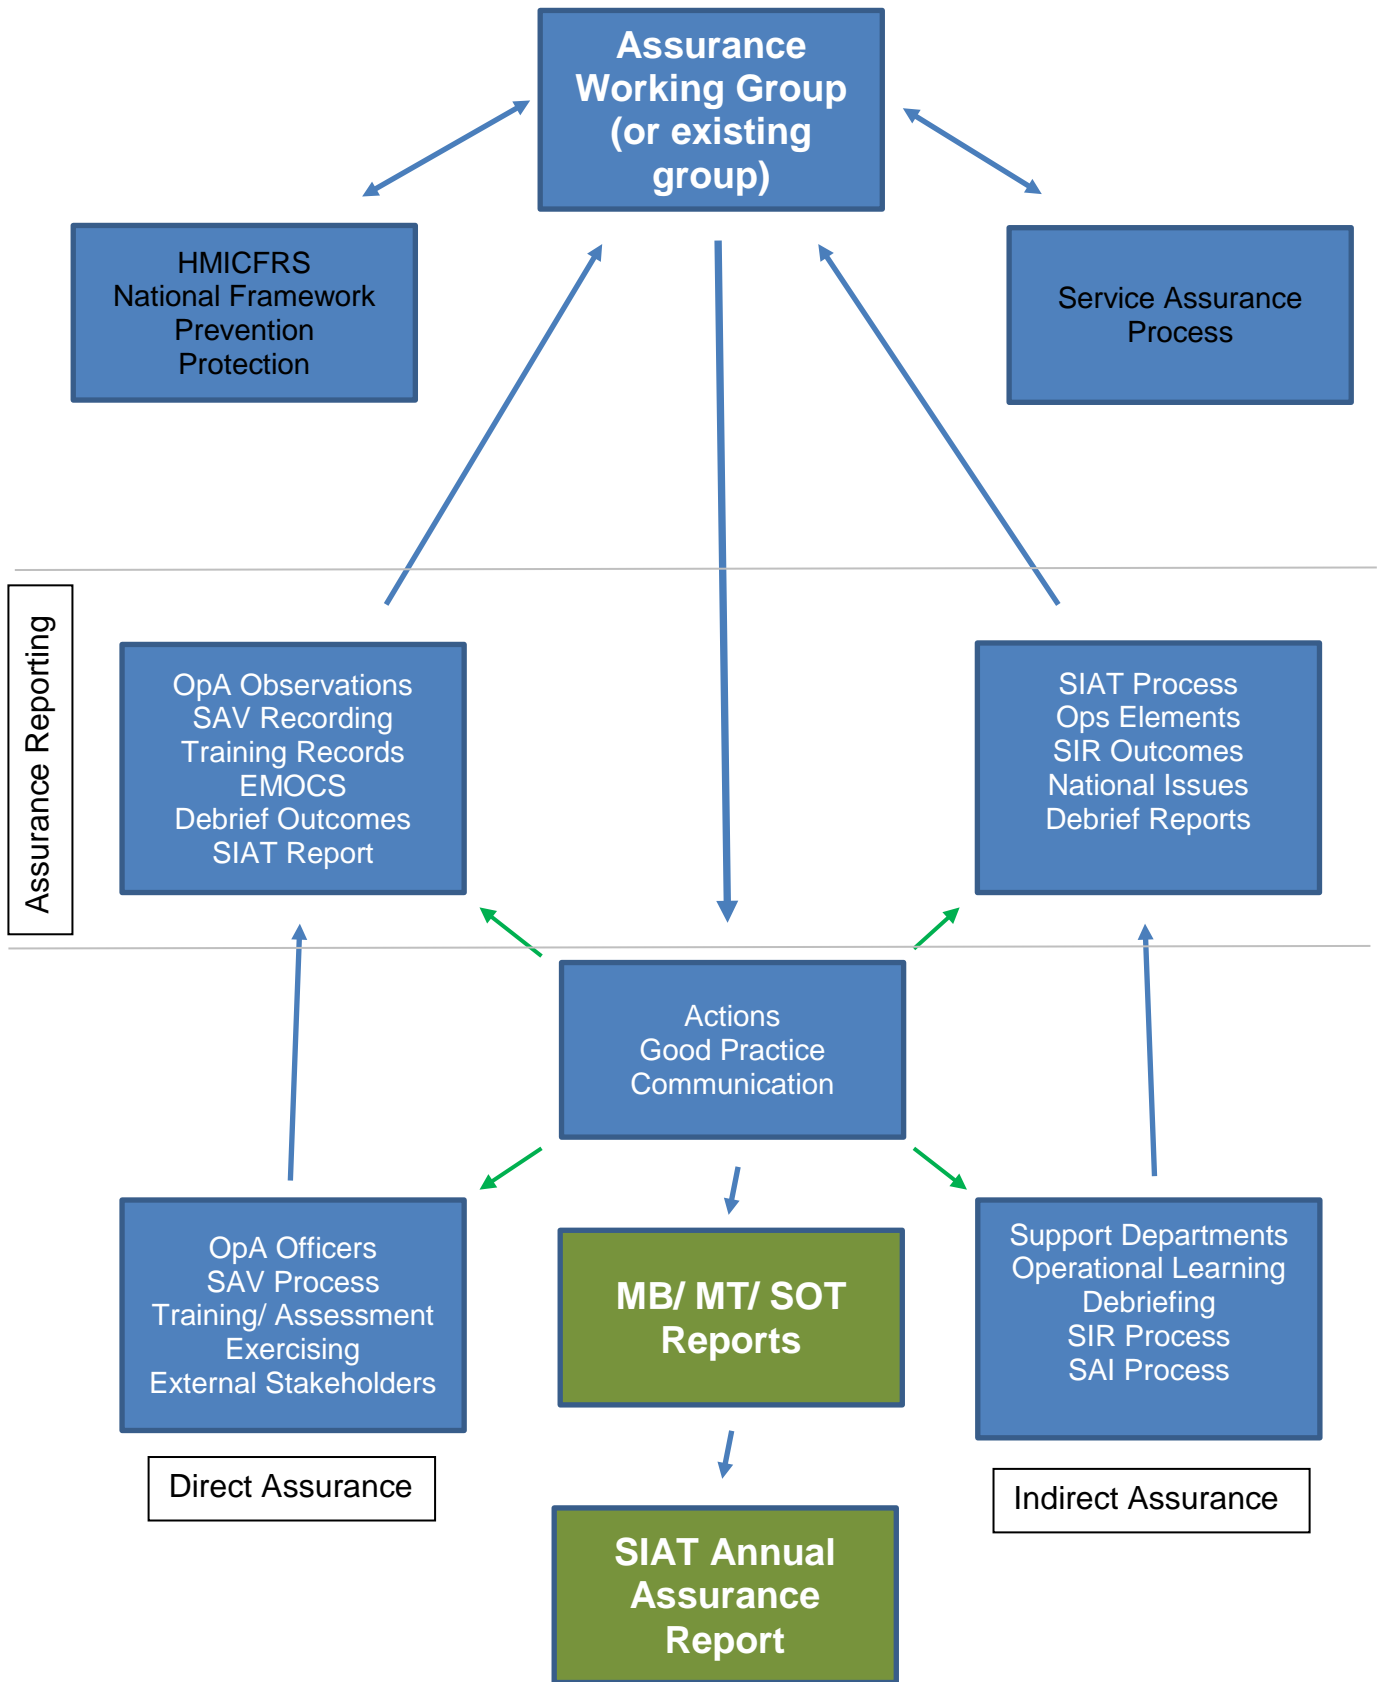 Assurance
Working Group
(or existing
group)
HMICFRS
National Framework
Prevention
Protection
Service Assurance
Process
Assurance Reporting
OpA Observations
SAV Recording
Training Records
EMOCS
Debrief Outcomes
SIAT Report
SIAT Process
Ops Elements
SIR Outcomes
National Issues
Debrief Reports
Actions
Good Practice
Communication
OpA Officers
SAV Process
Training/ Assessment
Exercising
External Stakeholders
MB/ MT/ SOT
Reports
Support Departments
Operational Learning
Debriefing
SIR Process
SAI Process
Direct Assurance
Indirect Assurance
SIAT Annual
Assurance
Report